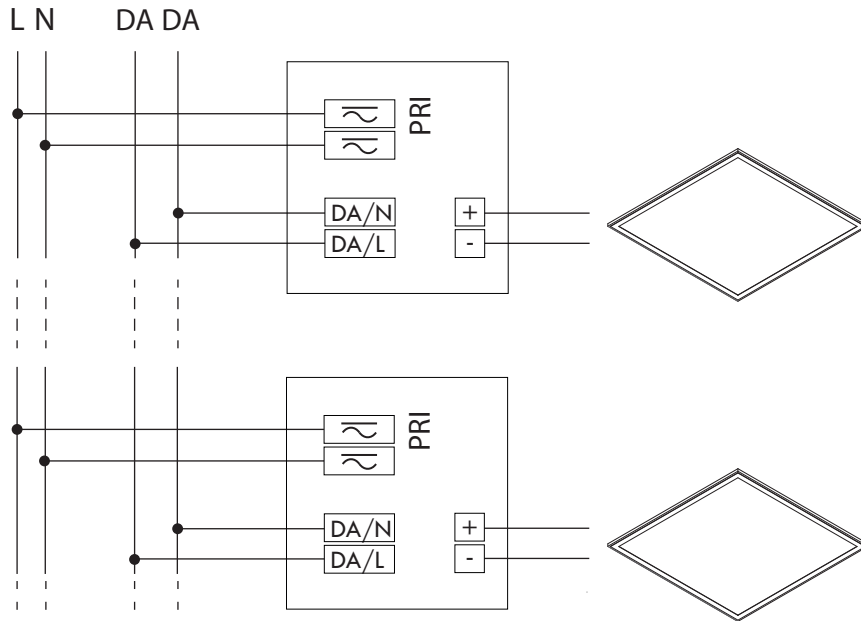 L N DA DA
PRI
DA/N +
DA/L -
PRI
DA/N +
DA/L -